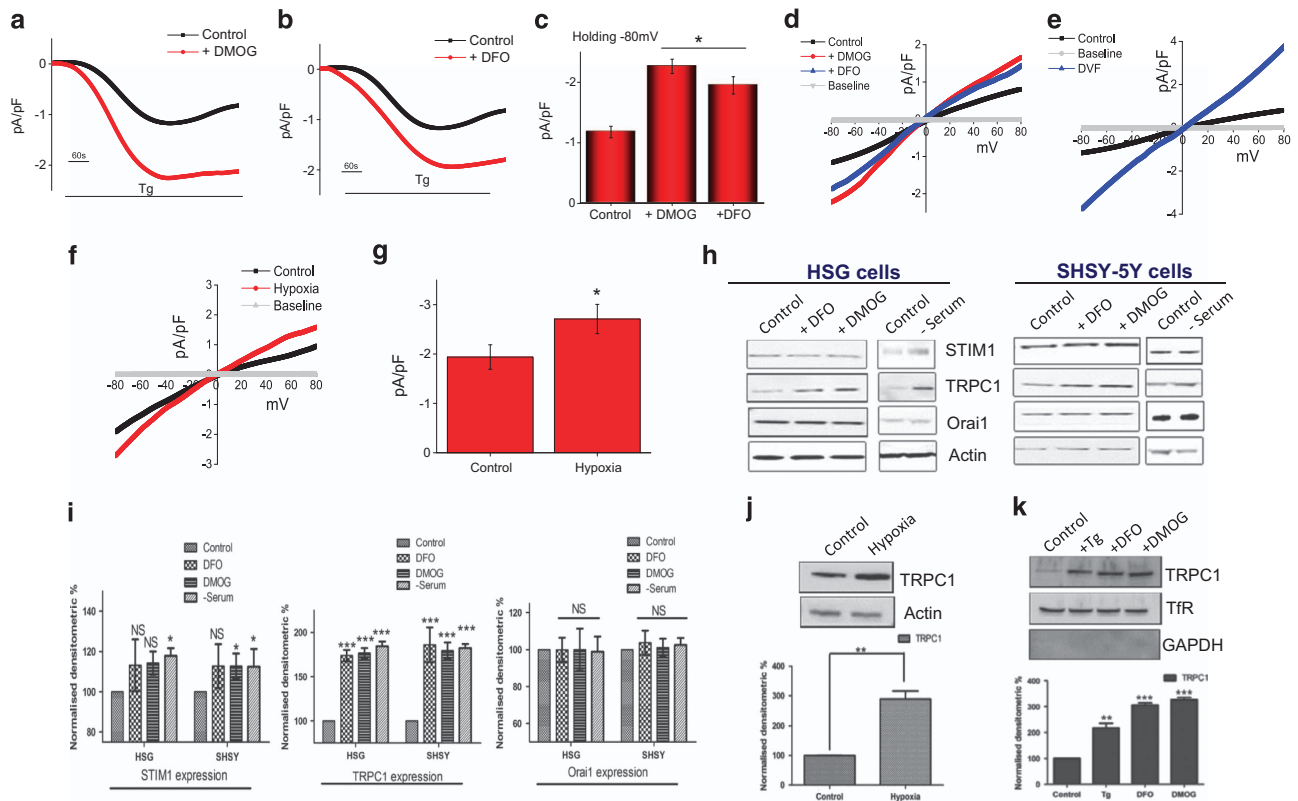 a
Control
+ DMOG
0
-1
-2
pA/pF
60s
Tg
b
Control
+ DFO
0
-1
-2
pA/pF
60s
Tg
c
Holding -80mV
*
-2
-1
0
pA/pF
Control
+ DMOG
+DFO
d
Control
+ DMOG
+ DFO
Baseline
pA/pF
2
1
0
-1
-2
-80 -60 -40 -20 0 20 40 60 80
mV
e
Control
Baseline
DVF
pA/pF
4
2
-2
-4
-80 -60 -40 -20 0 20 40 60 80
mV
f
Control
Hypoxia
Baseline
pA/pF
3
2
1
0
-1
-2
-3
-80 -60 -40 -20 0 20 40 60 80
mV
g
*
-3
-2
-1
0
pA/pF
Control
Hypoxia
h
HSG cells
SHSY-5Y cells
Control
+ DFO
+ DMOG
Control
- Serum
Control
+ DFO
+ DMOG
Control
- Serum
STIM1
TRPC1
Orai1
Actin
i
Control
DFO
DMOG
-Serum
Normalised densitometric %
140
120
100
80
NS NS * NS * *
HSG SHSY
STIM1 expression
Control
DFO
DMOG
-Serum
Normalised densitometric %
200
150
100
*** *** *** *** *** ***
HSG SHSY
TRPC1 expression
Control
DFO
DMOG
-Serum
Normalised densitometric %
120
100
80
NS NS
HSG SHSY
Orai1 expression
j
Control
Hypoxia
TRPC1
Actin
TRPC1
**
Normalised densitometric %
400
300
200
100
0
Control Hypoxia
k
Control
+Tg
+DFO
+DMOG
TRPC1
TfR
GAPDH
TRPC1
** *** ***
Normalised densitometric %
400
300
200
100
0
Control Tg DFO DMOG